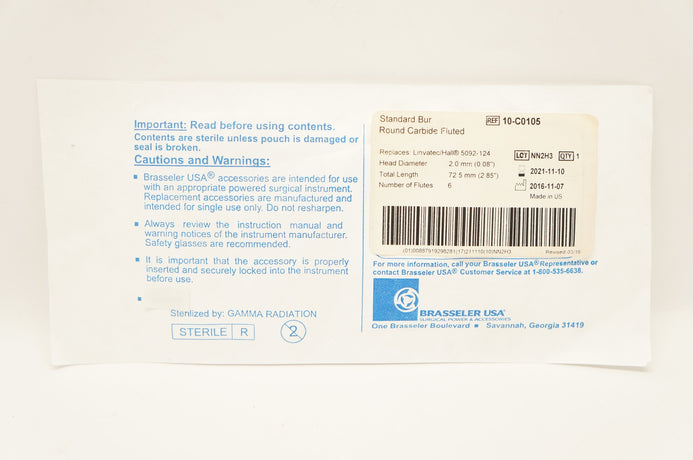 Important: Read before using contents.
Contents are sterile unless pouch is damaged or
seal is broken.
Cautions and Warnings:
▪ Brasseler USA® accessories are intended for use
with an appropriate powered surgical instrument.
Replacement accessories are manufactured and
intended for single use only. Do not resharpen.
▪ Always review the instruction manual and
warning notices of the instrument manufacturer.
Safety glasses are recommended.
▪ It is important that the accessory is properly
inserted and securely locked into the instrument
before use.
▪
Sterilized by: GAMMA RADIATION
STERILE R 2
Standard Bur REF 10-C0105
Round Carbide Fluted
Replaces: Linvatec/Hall® 5092-124 LOT NN2H3 QTY 1
Head Diameter 2.0 mm (0.08") 2021-11-10
Total Length 72.5 mm (2.85")
Number of Flutes 6 2016-11-07
Made in US
Revised 03/16
For more information, call your Brasseler USA® Representative or
contact Brasseler USA® Customer Service at 1-800-535-6638.
BRASSELER USA®
SURGICAL POWER & ACCESSORIES
One Brasseler Boulevard ▪ Savannah, Georgia 31419